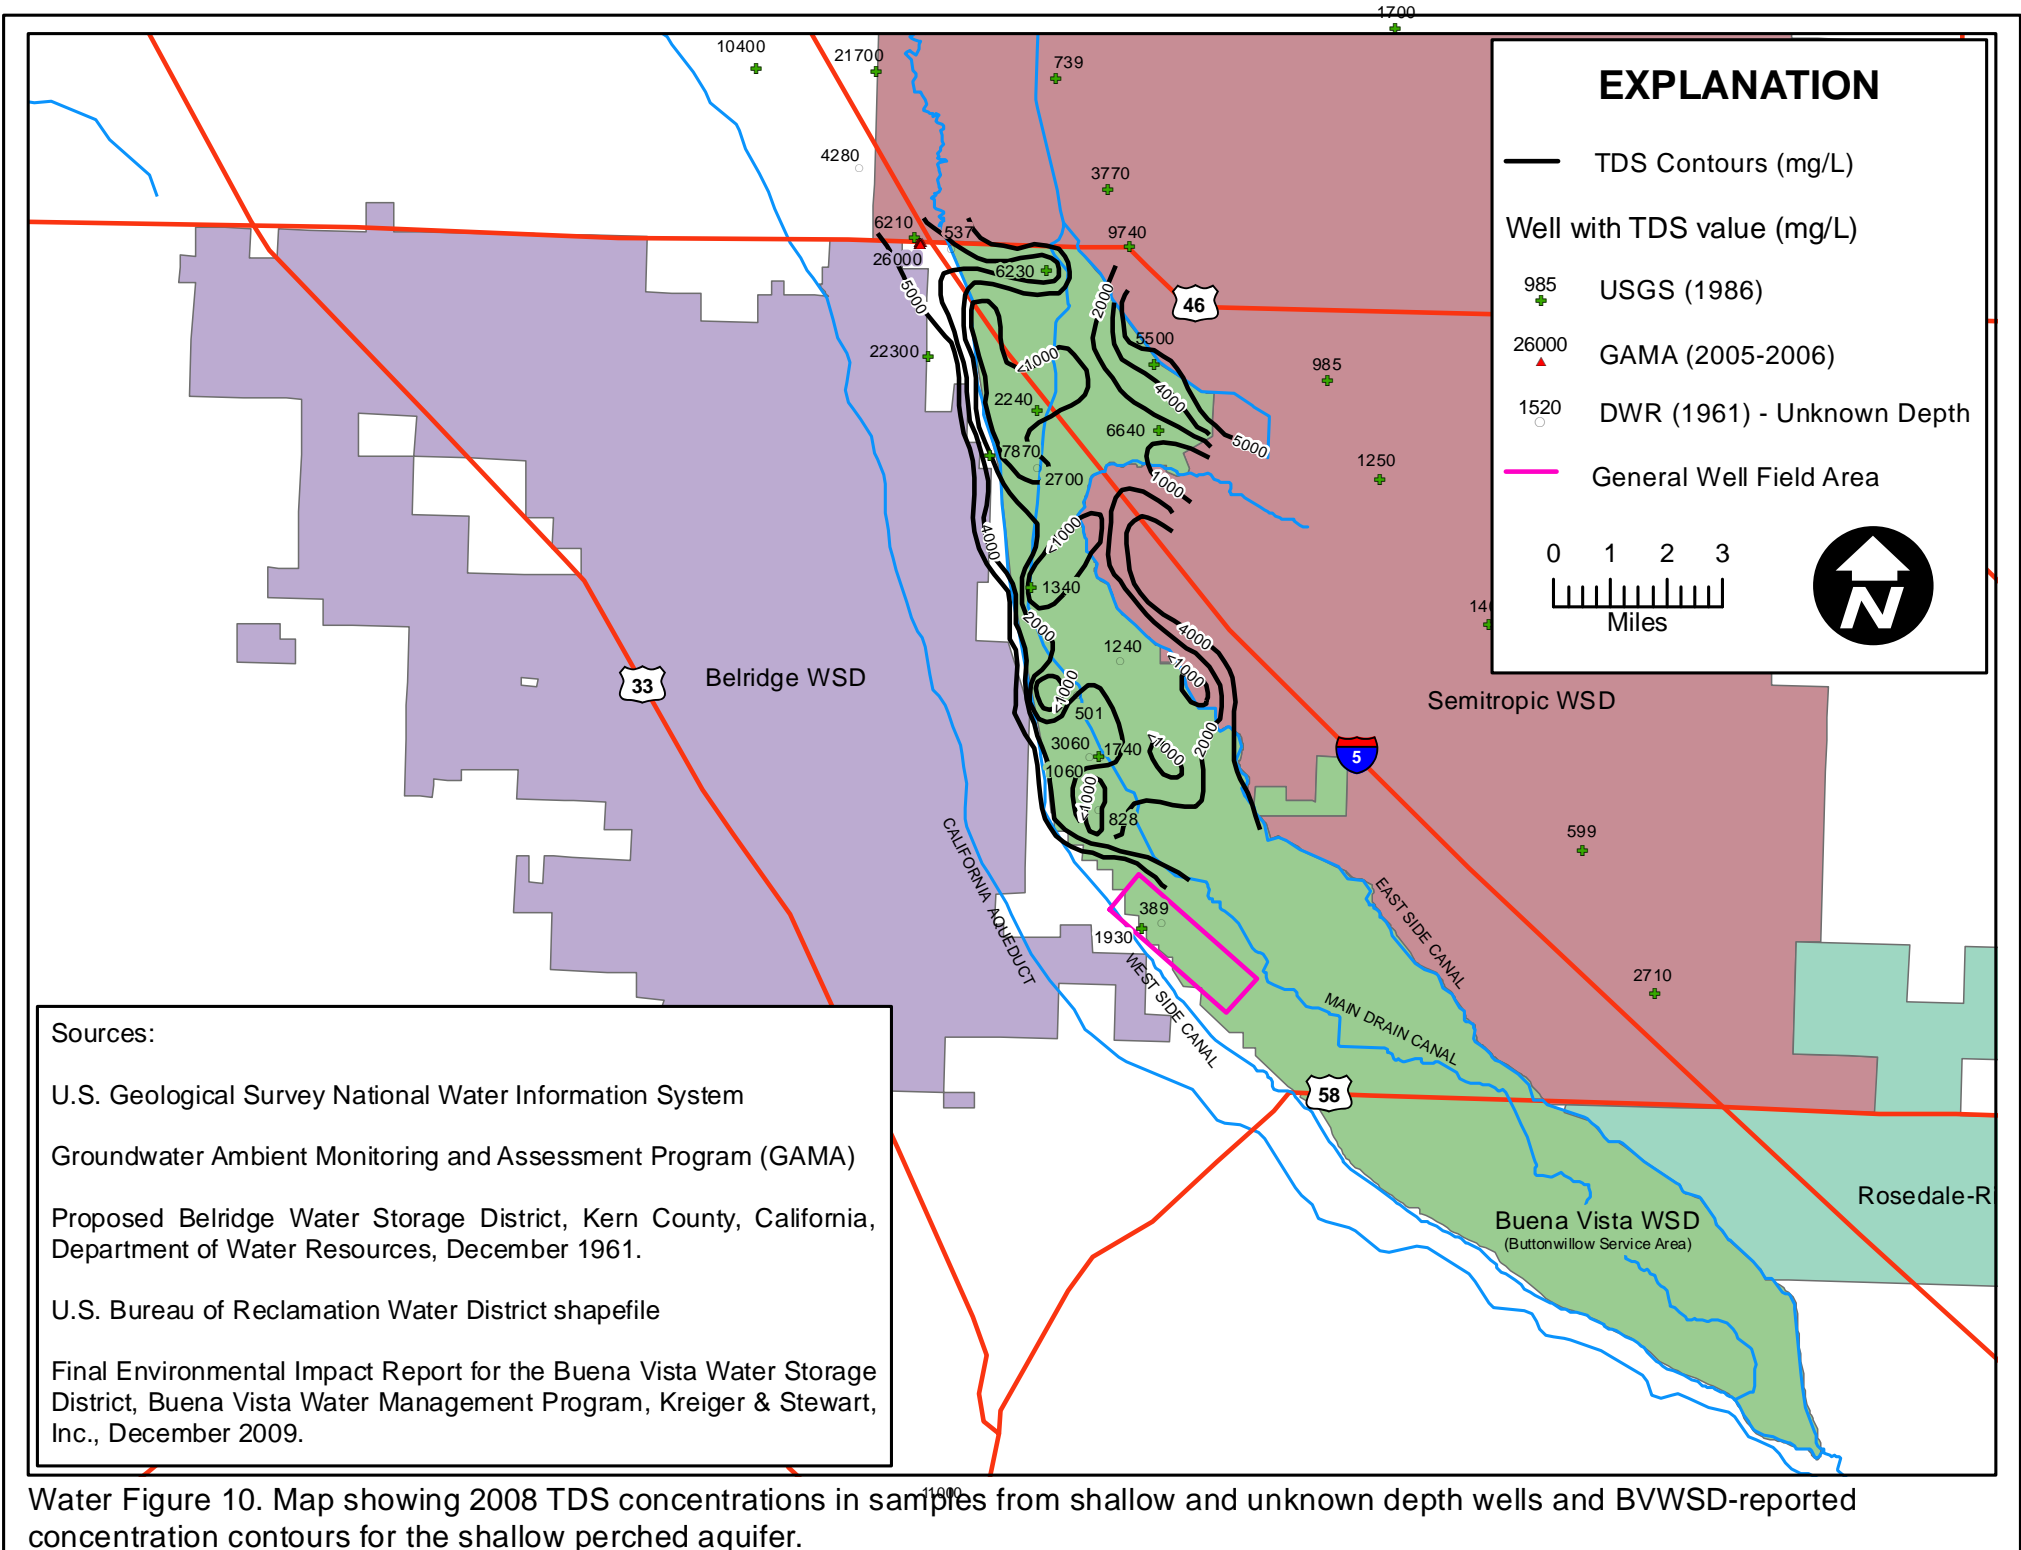 1700
10400
21700
739
4280
3770
6210
537
9740
26000
6230
5000
2000
46
22300
<1000
5500
985
2240
4000
6640
5000
7870
2700
1000
1250
4000
<1000
1340
2000
1240
4000
<1000
33
Belridge WSD
Semitropic WSD
<1000
501
3060
1740
<1000
2000
5
1060
<1000
828
599
CALIFORNIA AQUEDUCT
EAST SIDE CANAL
389
1930
WEST SIDE CANAL
2710
MAIN DRAIN CANAL
58
Rosedale-R
Buena Vista WSD
(Buttonwillow Service Area)
EXPLANATION
TDS Contours (mg/L)
Well with TDS value (mg/L)
985 USGS (1986)
26000 GAMA (2005-2006)
1520 DWR (1961) - Unknown Depth
General Well Field Area
0 1 2 3
Miles
N
Sources:
U.S. Geological Survey National Water Information System
Groundwater Ambient Monitoring and Assessment Program (GAMA)
Proposed Belridge Water Storage District, Kern County, California,
Department of Water Resources, December 1961.
U.S. Bureau of Reclamation Water District shapefile
Final Environmental Impact Report for the Buena Vista Water Storage
District, Buena Vista Water Management Program, Kreiger & Stewart,
Inc., December 2009.
11000
Water Figure 10. Map showing 2008 TDS concentrations in samples from shallow and unknown depth wells and BVWSD-reported
concentration contours for the shallow perched aquifer.